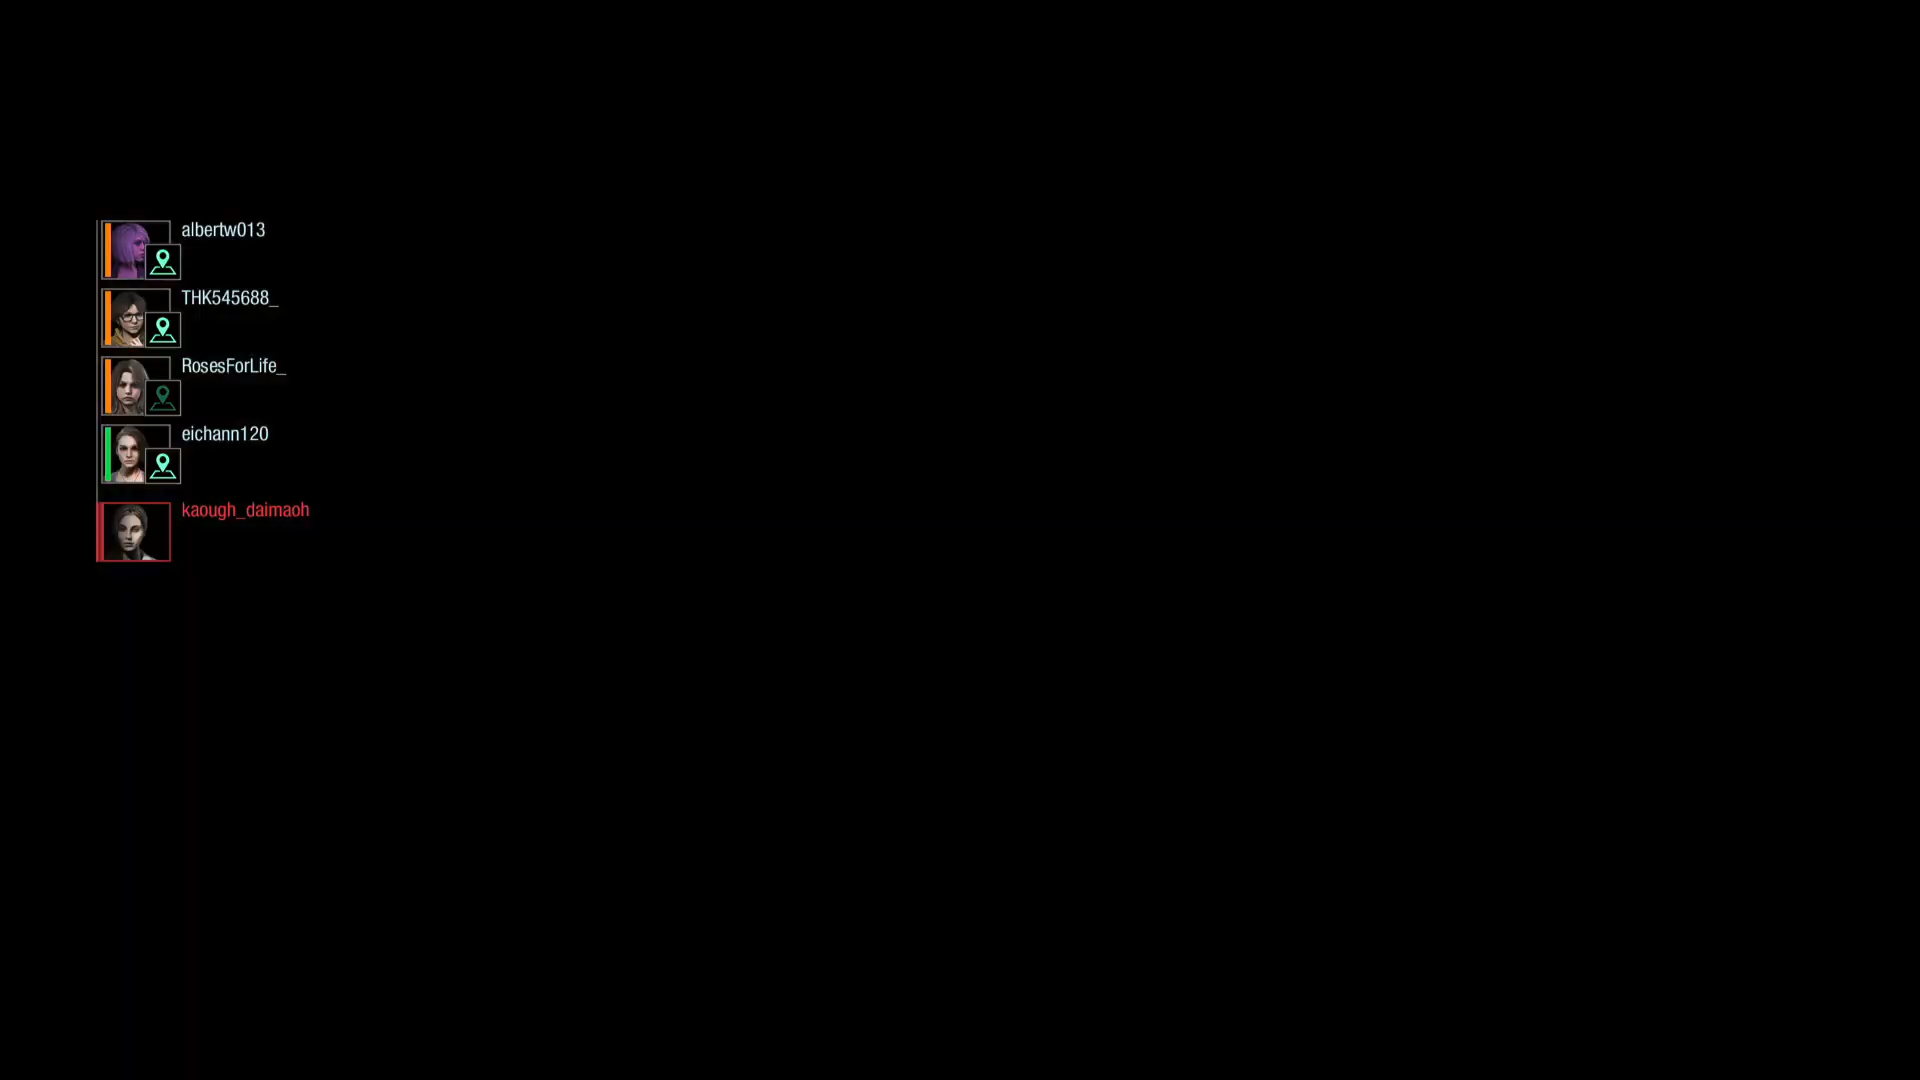 albertw013
THK545688_
RosesForLife_
eichann120
kaough_daimaoh